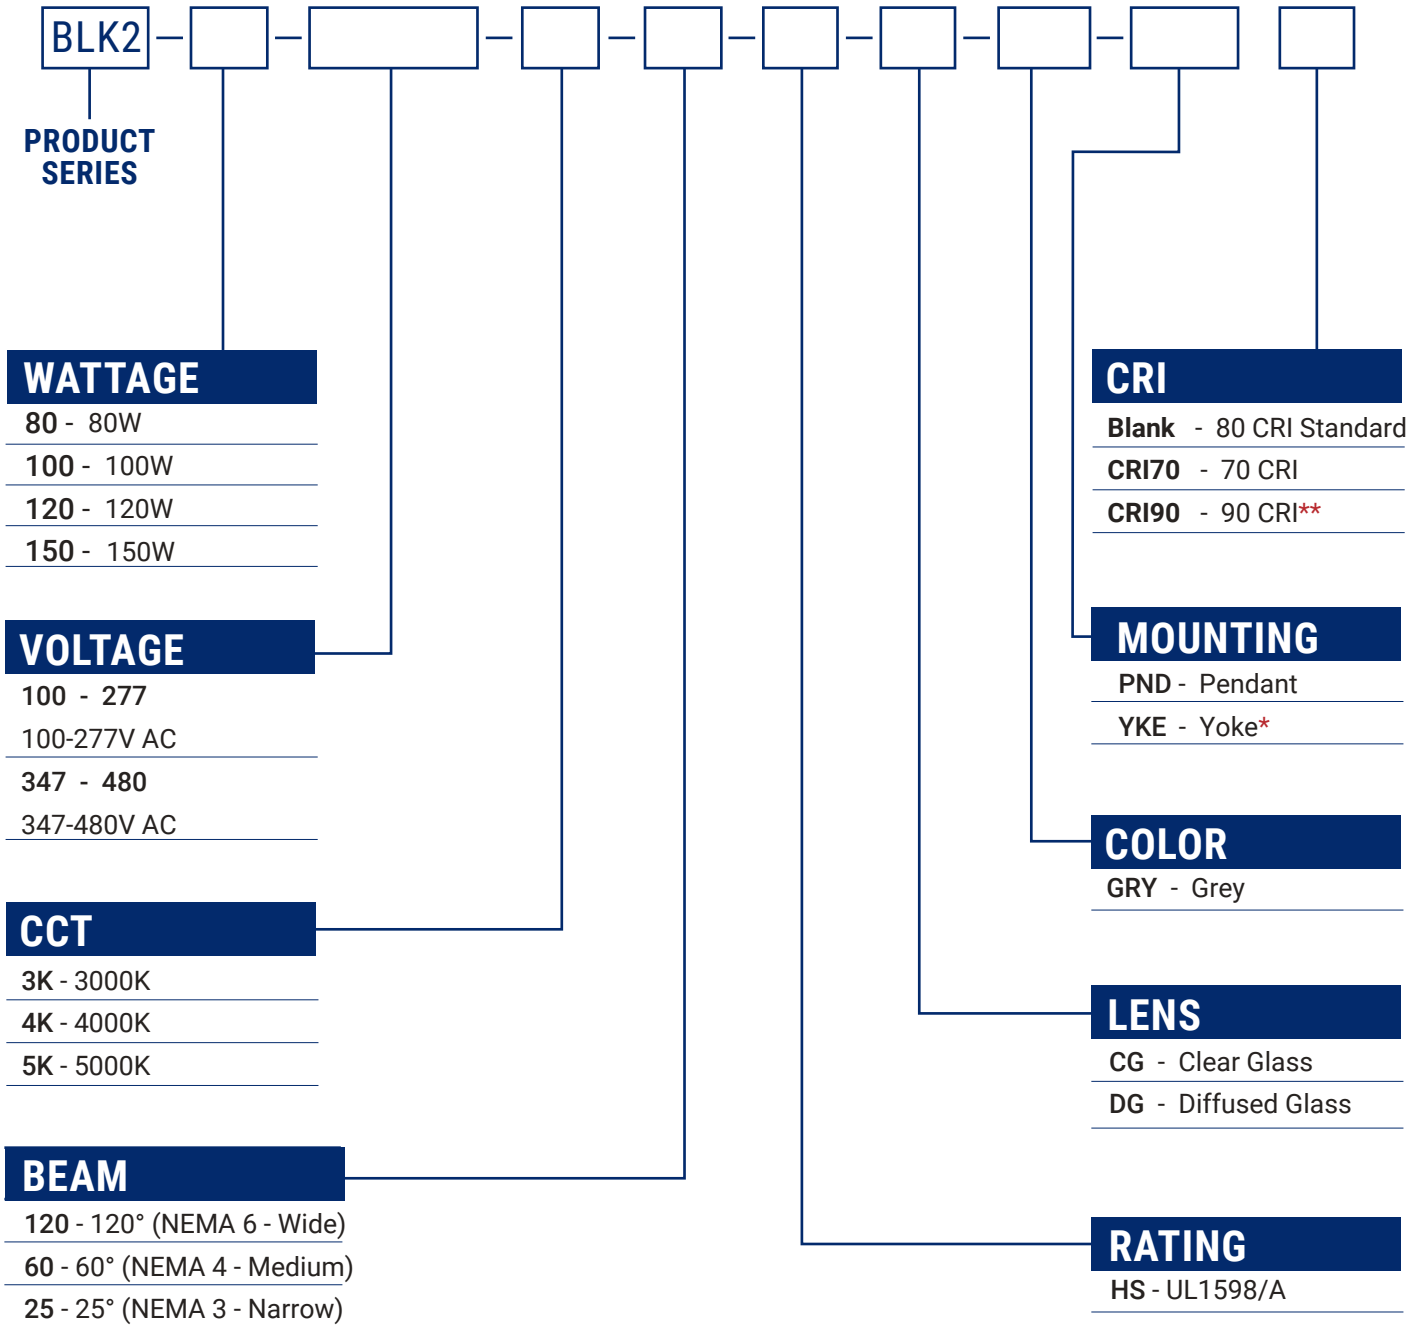 BLK2
PRODUCT
SERIES
WATTAGE
80 - 80W
100 - 100W
120 - 120W
150 - 150W
VOLTAGE
100 - 277
100-277V AC
347 - 480
347-480V AC
CCT
3K - 3000K
4K - 4000K
5K - 5000K
BEAM
120 - 120° (NEMA 6 - Wide)
60 - 60° (NEMA 4 - Medium)
25 - 25° (NEMA 3 - Narrow)
CRI
Blank - 80 CRI Standard
CRI70 - 70 CRI
CRI90 - 90 CRI**
MOUNTING
PND - Pendant
YKE - Yoke*
COLOR
GRY - Grey
LENS
CG - Clear Glass
DG - Diffused Glass
RATING
HS - UL1598/A